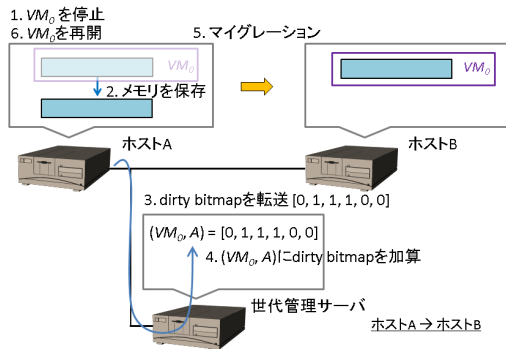 1. VM₀ を停止
6. VM₀を再開
5. マイグレーション
VM₀
2. メモリを保存
VM₀
ホストA
ホストB
3. dirty bitmapを転送 [0, 1, 1, 1, 0, 0]
(VM₀, A) = [0, 1, 1, 1, 0, 0]
4. (VM₀, A)にdirty bitmapを加算
世代管理サーバ
ホストA → ホストB